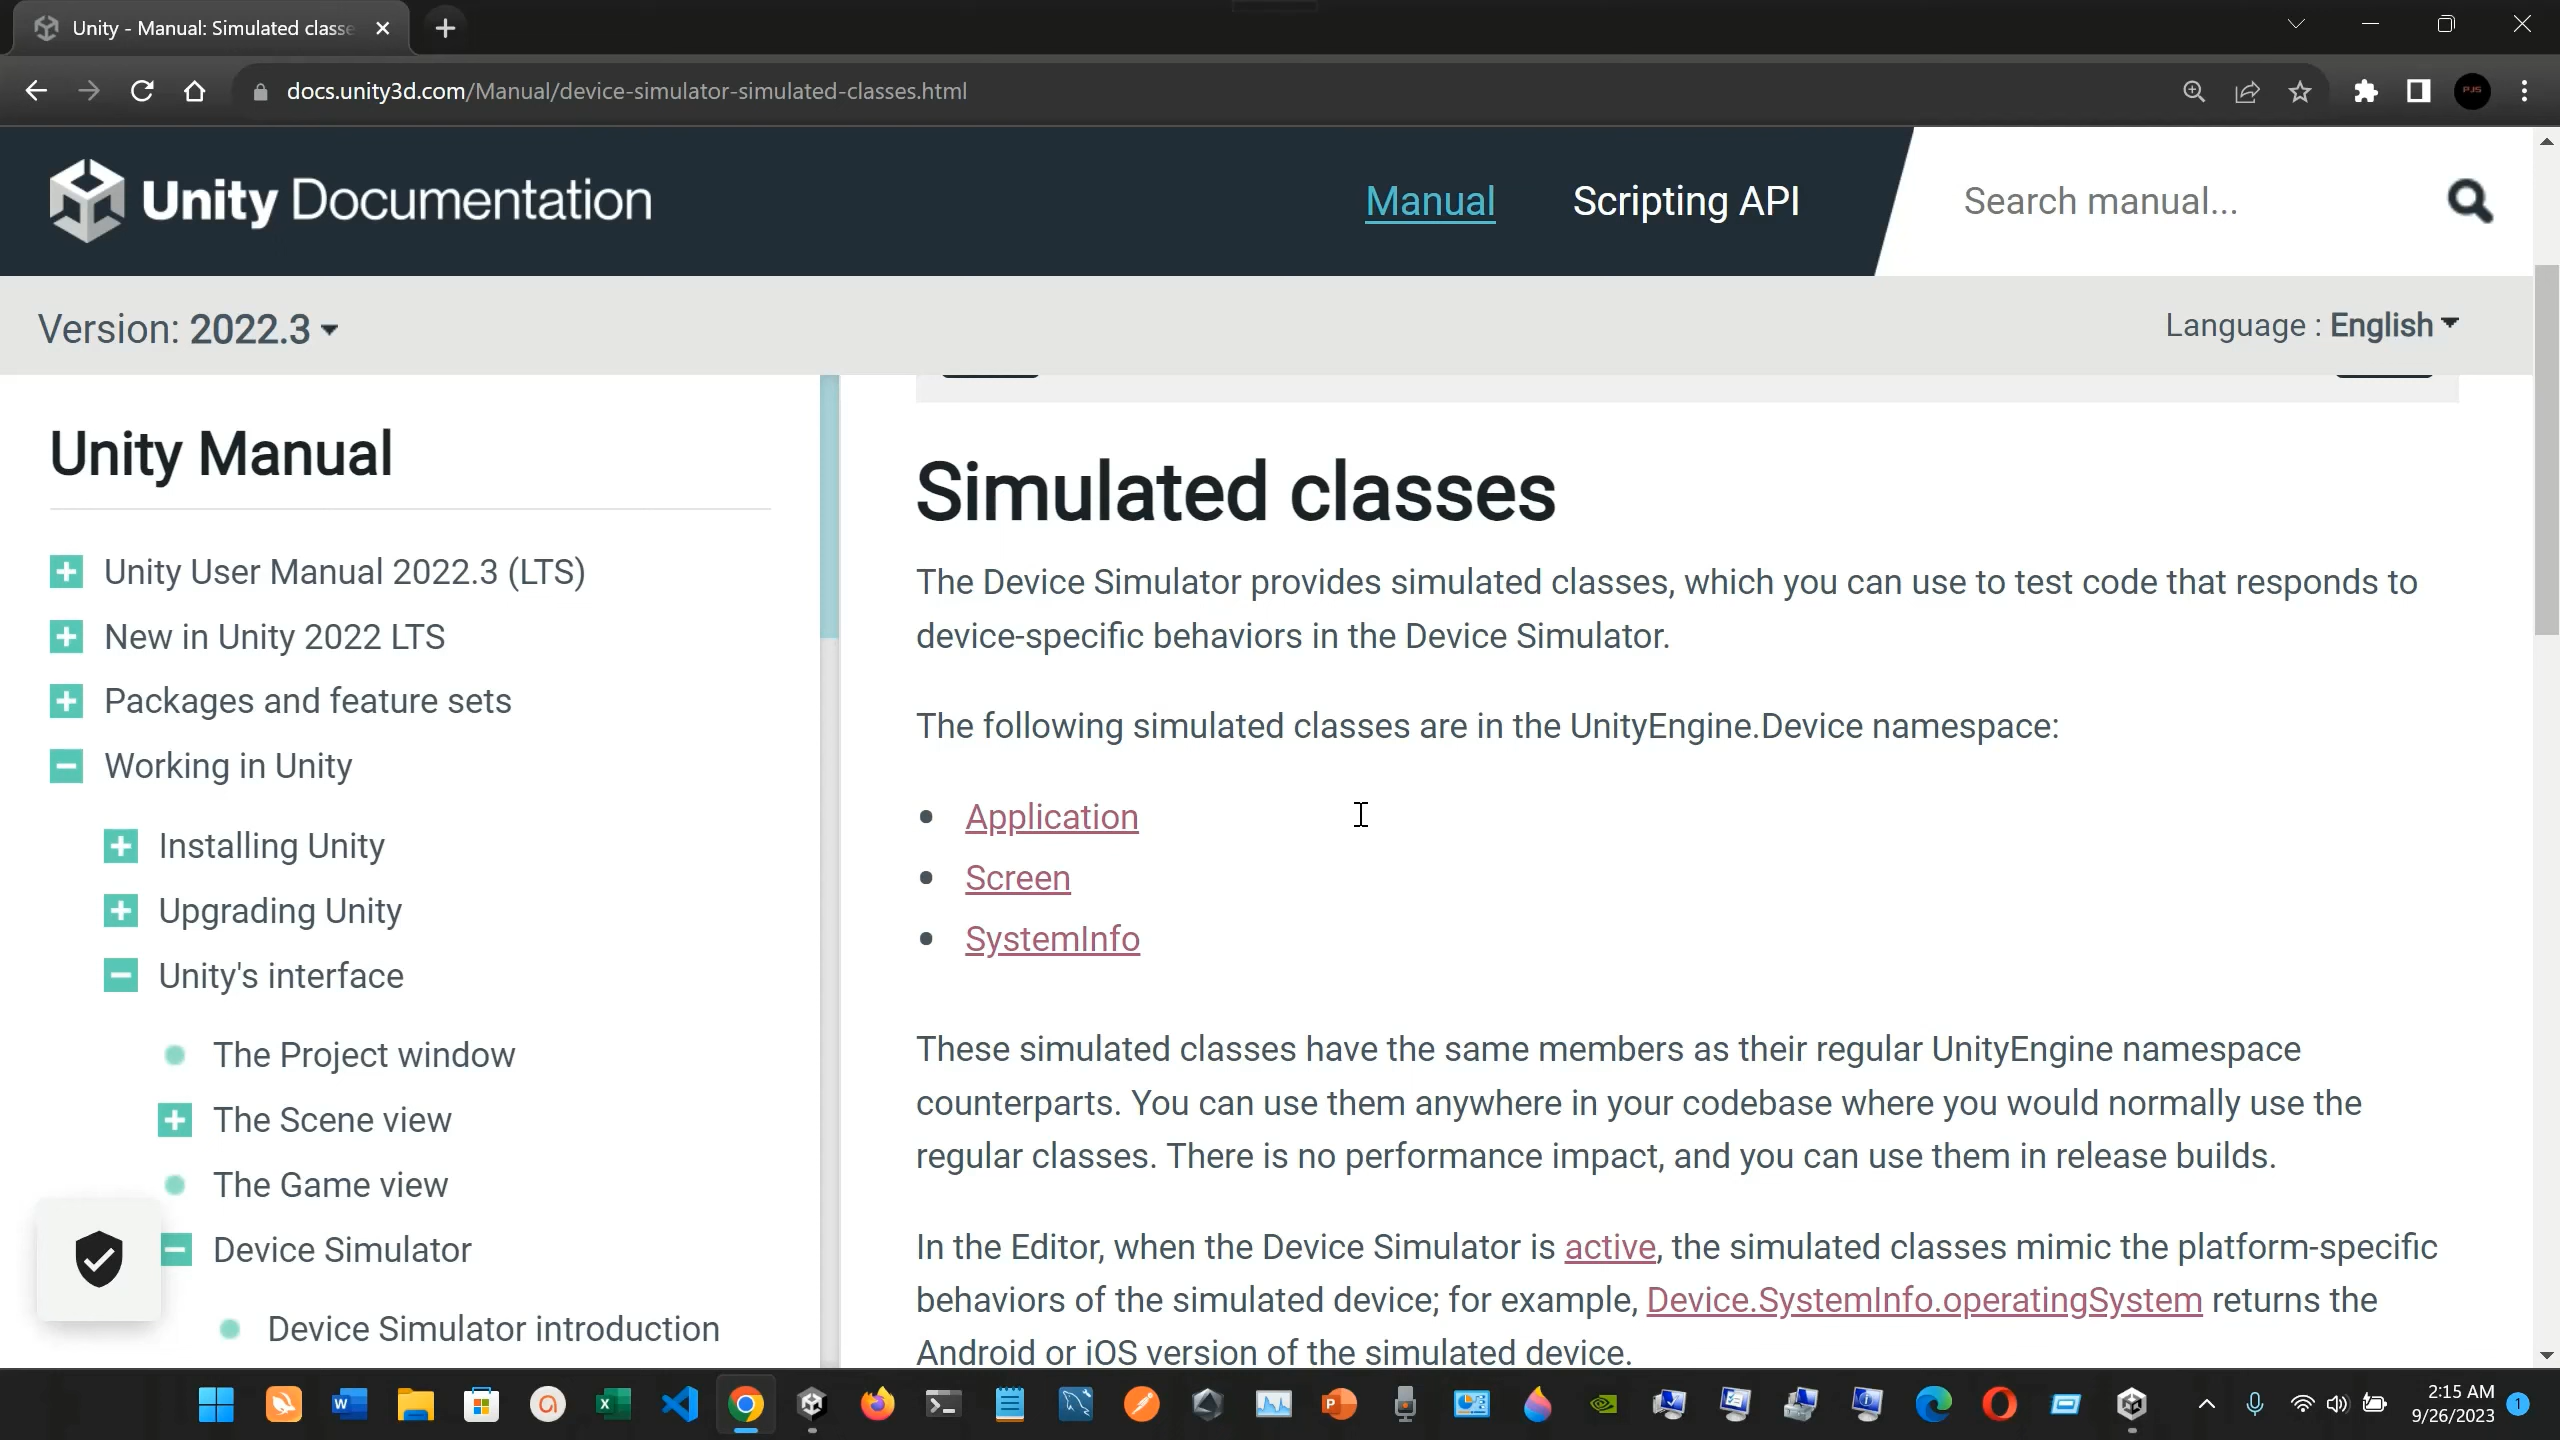 Unity - Manual: Simulated classe
docs.unity3d.com/Manual/device-simulator-simulated-classes.html
PJS
Unity Documentation
Manual
Scripting API
Search manual...
Version: 2022.3
Language : English
Unity Manual
Unity User Manual 2022.3 (LTS)
New in Unity 2022 LTS
Packages and feature sets
Working in Unity
Installing Unity
Upgrading Unity
Unity's interface
The Project window
The Scene view
The Game view
Device Simulator
Device Simulator introduction
Simulated classes
The Device Simulator provides simulated classes, which you can use to test code that responds to
device-specific behaviors in the Device Simulator.
The following simulated classes are in the UnityEngine.Device namespace:
Application
Screen
SystemInfo
These simulated classes have the same members as their regular UnityEngine namespace
counterparts. You can use them anywhere in your codebase where you would normally use the
regular classes. There is no performance impact, and you can use them in release builds.
In the Editor, when the Device Simulator is active, the simulated classes mimic the platform-specific
behaviors of the simulated device; for example, Device.SystemInfo.operatingSystem returns the
Android or iOS version of the simulated device.
2:15 AM
9/26/2023
1